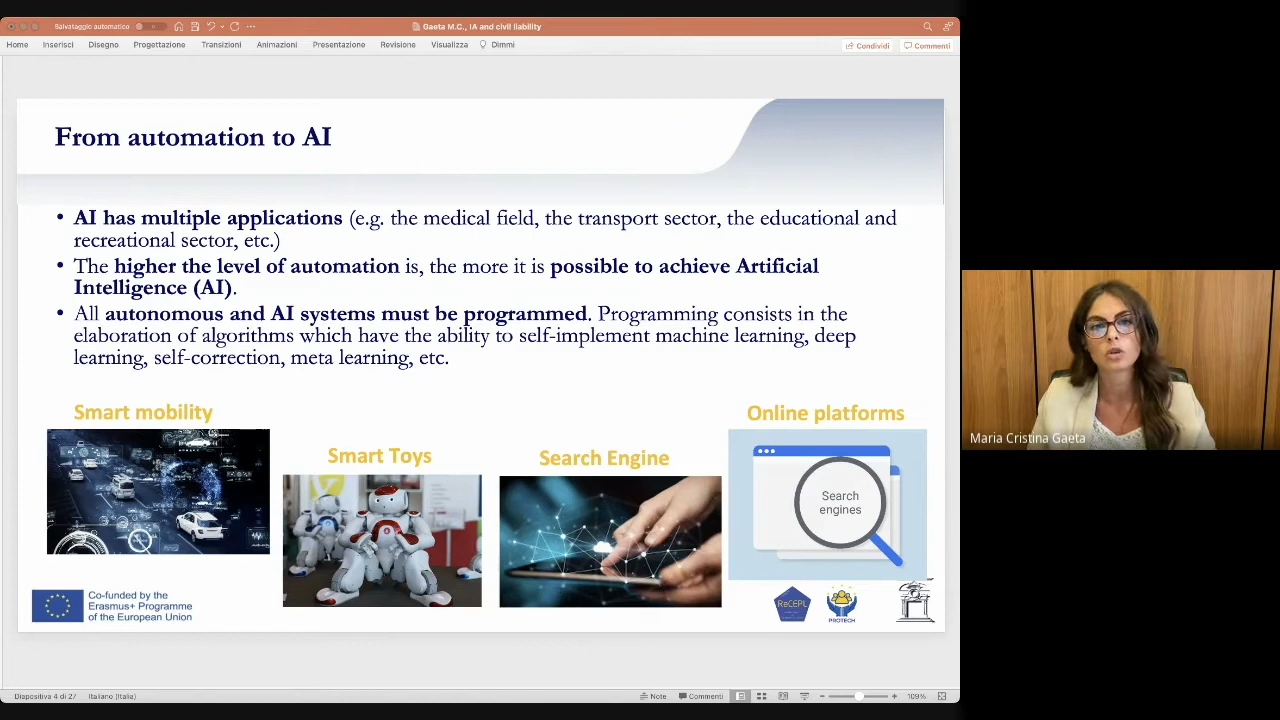 Salvataggio automatico
Gaeta M.C., IA and civil liability
Home Inserisci Disegno Progettazione Transizioni Animazioni Presentazione Revisione Visualizza Dimmi
Condividi Commenti
From automation to AI
• AI has multiple applications (e.g. the medical field, the transport sector, the educational and
recreational sector, etc.)
• The higher the level of automation is, the more it is possible to achieve Artificial
Intelligence (AI).
• All autonomous and AI systems must be programmed. Programming consists in the
elaboration of algorithms which have the ability to self-implement machine learning, deep
learning, self-correction, meta learning, etc.
Smart mobility
Smart Toys
Search Engine
Online platforms
Search
engines
Co-funded by the
Erasmus+ Programme
of the European Union
ReCEPL
PROTECH
Maria Cristina Gaeta
Diapositiva 4 di 27 Italiano (Italia)
Note Commenti 109%